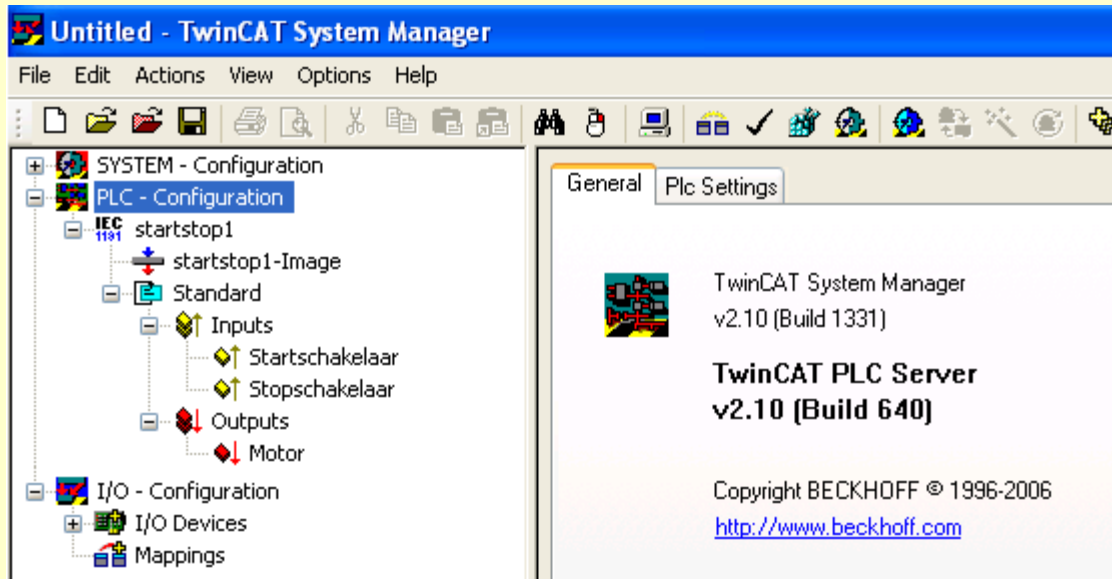 Untitled - TwinCAT System Manager
File Edit Actions View Options Help
SYSTEM - Configuration
PLC - Configuration
IEC
1131
startstop1
startstop1-Image
Standard
Inputs
Startschakelaar
Stopschakelaar
Outputs
Motor
I/O - Configuration
I/O Devices
Mappings
General Plc Settings
TwinCAT System Manager
v2.10 (Build 1331)
TwinCAT PLC Server
v2.10 (Build 640)
Copyright BECKHOFF © 1996-2006
http://www.beckhoff.com